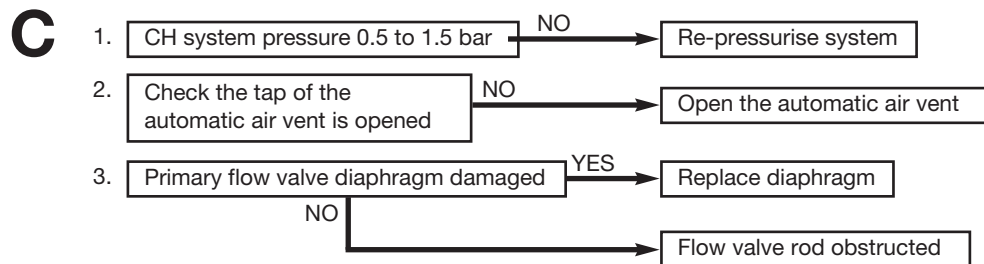 C
1. CH system pressure 0.5 to 1.5 bar NO Re-pressurise system
2. Check the tap of the
automatic air vent is opened
NO
Open the automatic air vent
3. Primary flow valve diaphragm damaged YES Replace diaphragm
NO
Flow valve rod obstructed